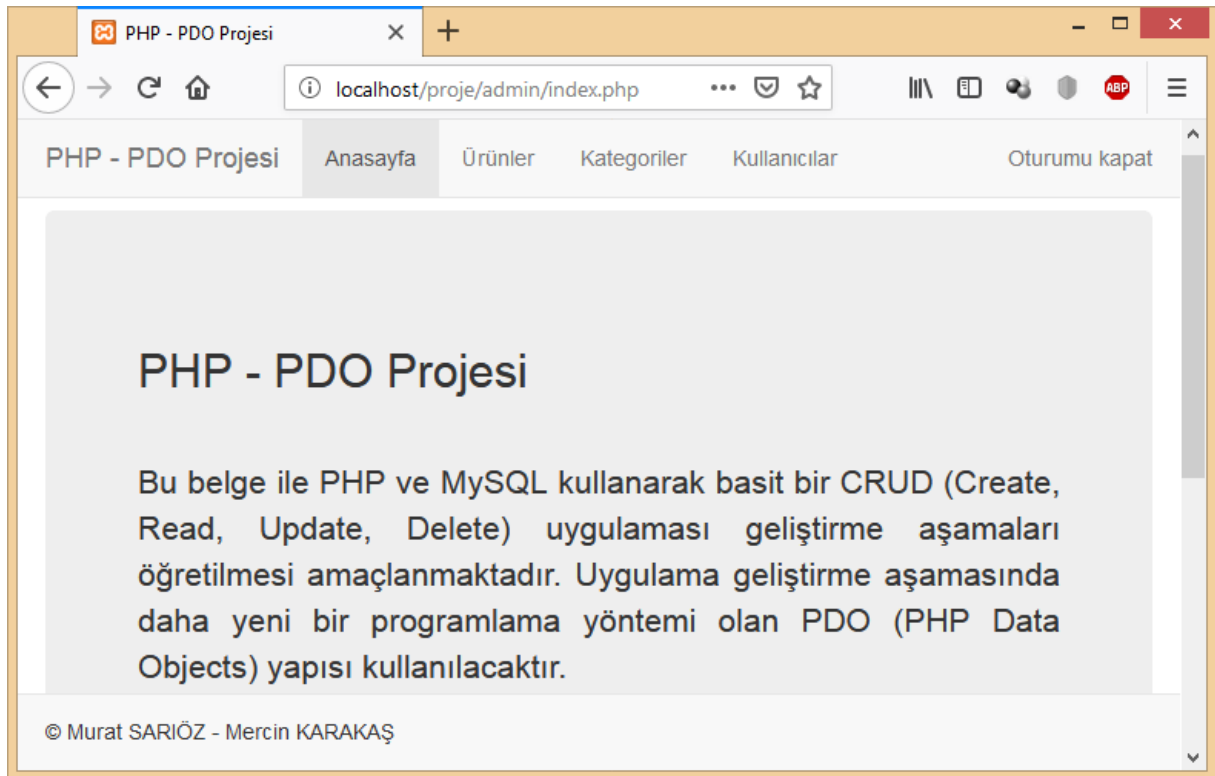 PHP - PDO Projesi
localhost/proje/admin/index.php
ABP
PHP - PDO Projesi Anasayfa Ürünler Kategoriler Kullanıcılar Oturumu kapat
PHP - PDO Projesi
Bu belge ile PHP ve MySQL kullanarak basit bir CRUD (Create,
Read, Update, Delete) uygulaması geliştirme aşamaları
öğretilmesi amaçlanmaktadır. Uygulama geliştirme aşamasında
daha yeni bir programlama yöntemi olan PDO (PHP Data
Objects) yapısı kullanılacaktır.
© Murat SARIÖZ - Mercin KARAKAŞ